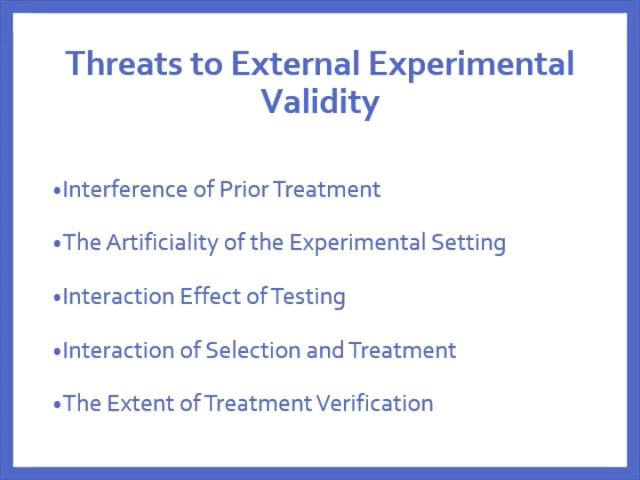 Threats to External Experimental
Validity
•Interference of Prior Treatment
•The Artificiality of the Experimental Setting
•Interaction Effect of Testing
•Interaction of Selection and Treatment
•The Extent of Treatment Verification